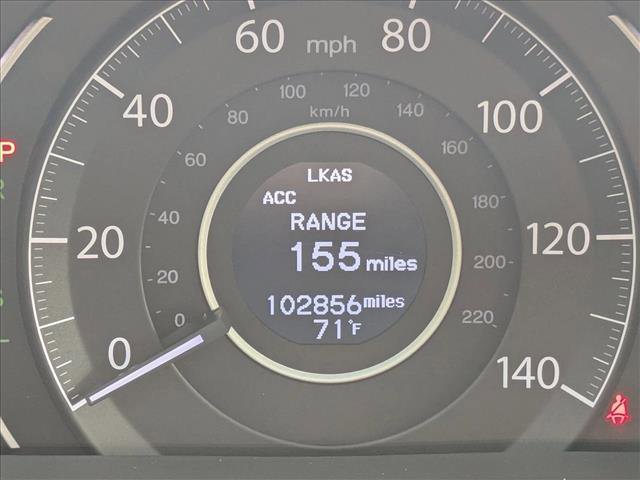 60 mph 80
40 100
100 120
80 km/h 140
P
60 160
LKAS
ACC
RANGE
40 180
155 miles
20 120
20 200
102856 miles
71°F
0 220
0 140